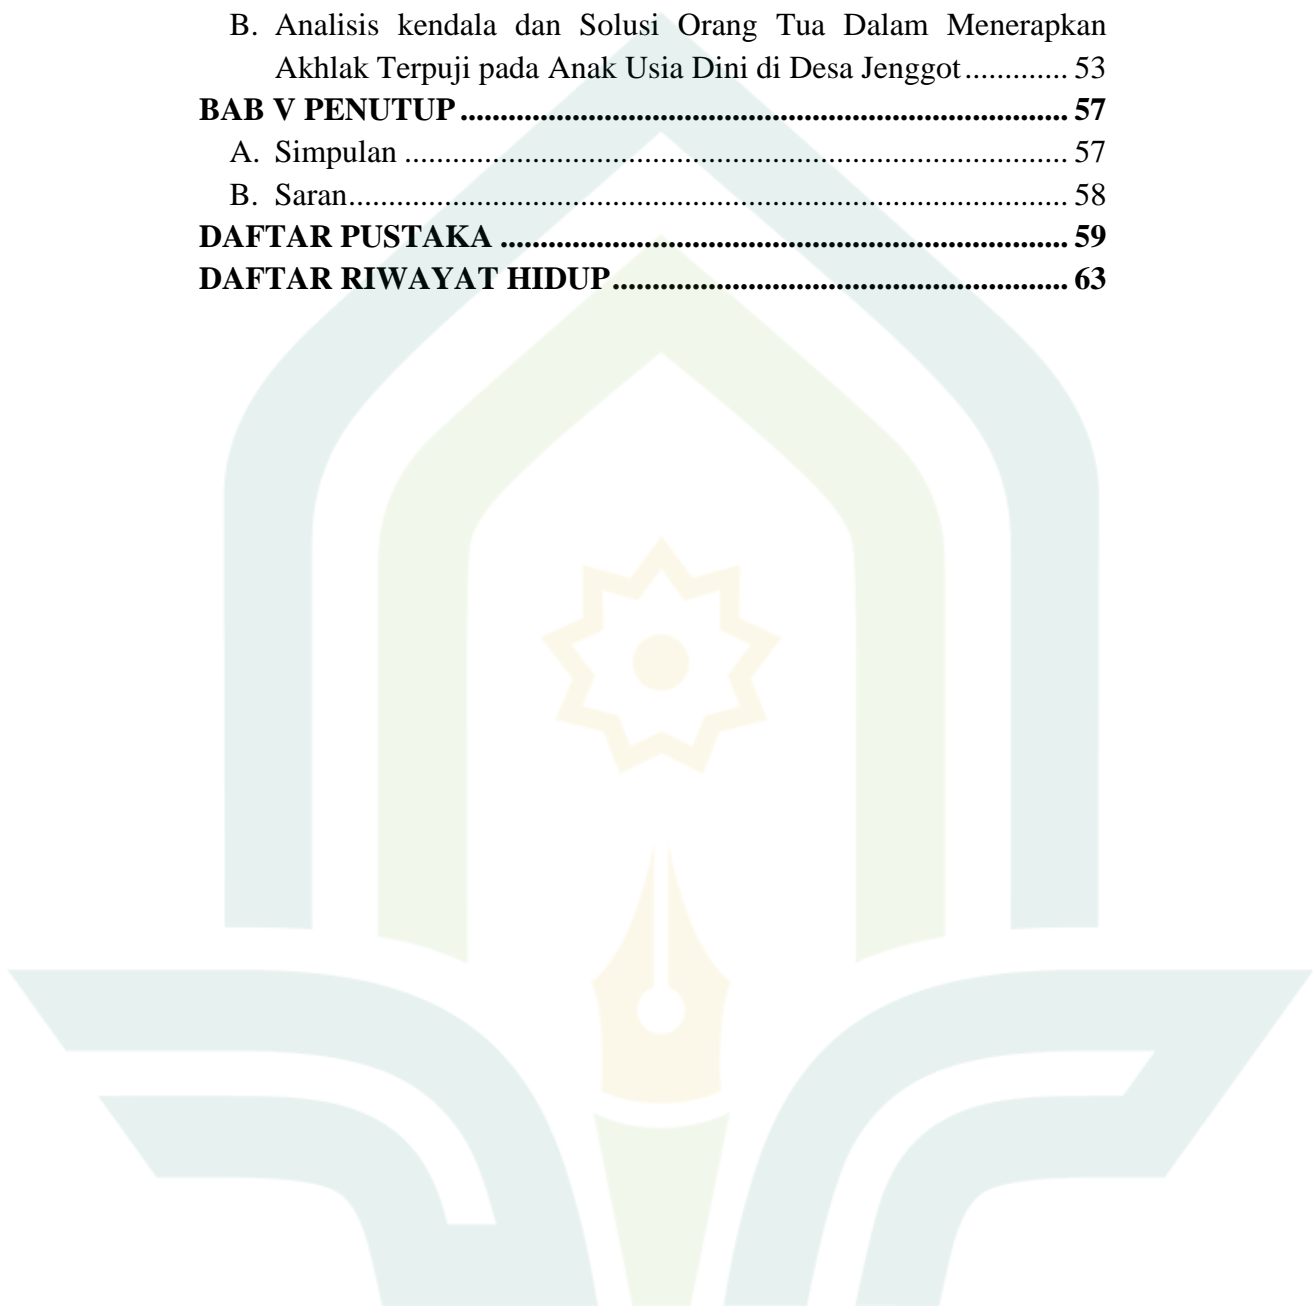 B. Analisis kendala dan Solusi Orang Tua Dalam Menerapkan
Akhlak Terpuji pada Anak Usia Dini di Desa Jenggot ............. 53
BAB V PENUTUP ............................................................................ 57
A. Simpulan ................................................................................... 57
B. Saran.......................................................................................... 58
DAFTAR PUSTAKA ....................................................................... 59
DAFTAR RIWAYAT HIDUP......................................................... 63